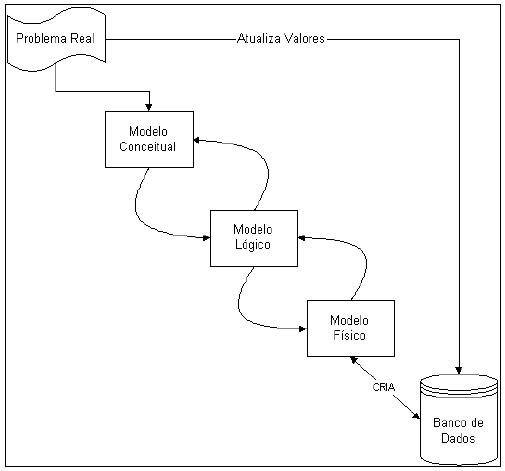 Problema Real
Atualiza Valores
Modelo
Conceitual
Modelo
Lógico
Modelo
Físico
CRIA
Banco de
Dados